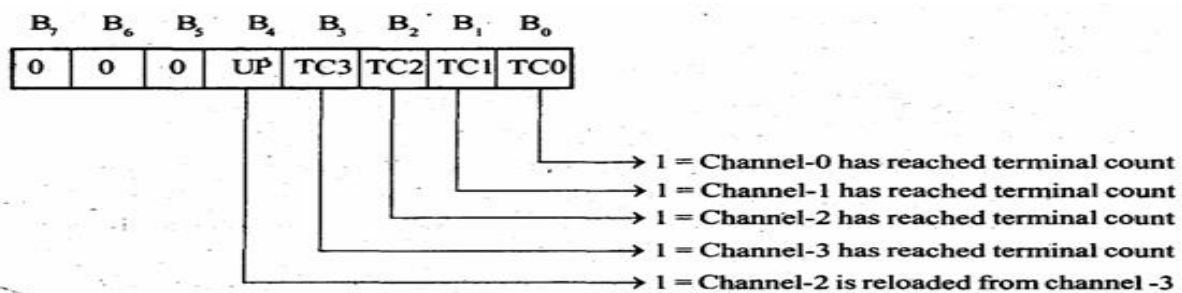 B₇ B₆ B₅ B₄ B₃ B₂ B₁ B₀
0 0 0 UP TC3 TC2 TC1 TC0
1 = Channel-0 has reached terminal count
1 = Channel-1 has reached terminal count
1 = Channel-2 has reached terminal count
1 = Channel-3 has reached terminal count
1 = Channel-2 is reloaded from channel -3